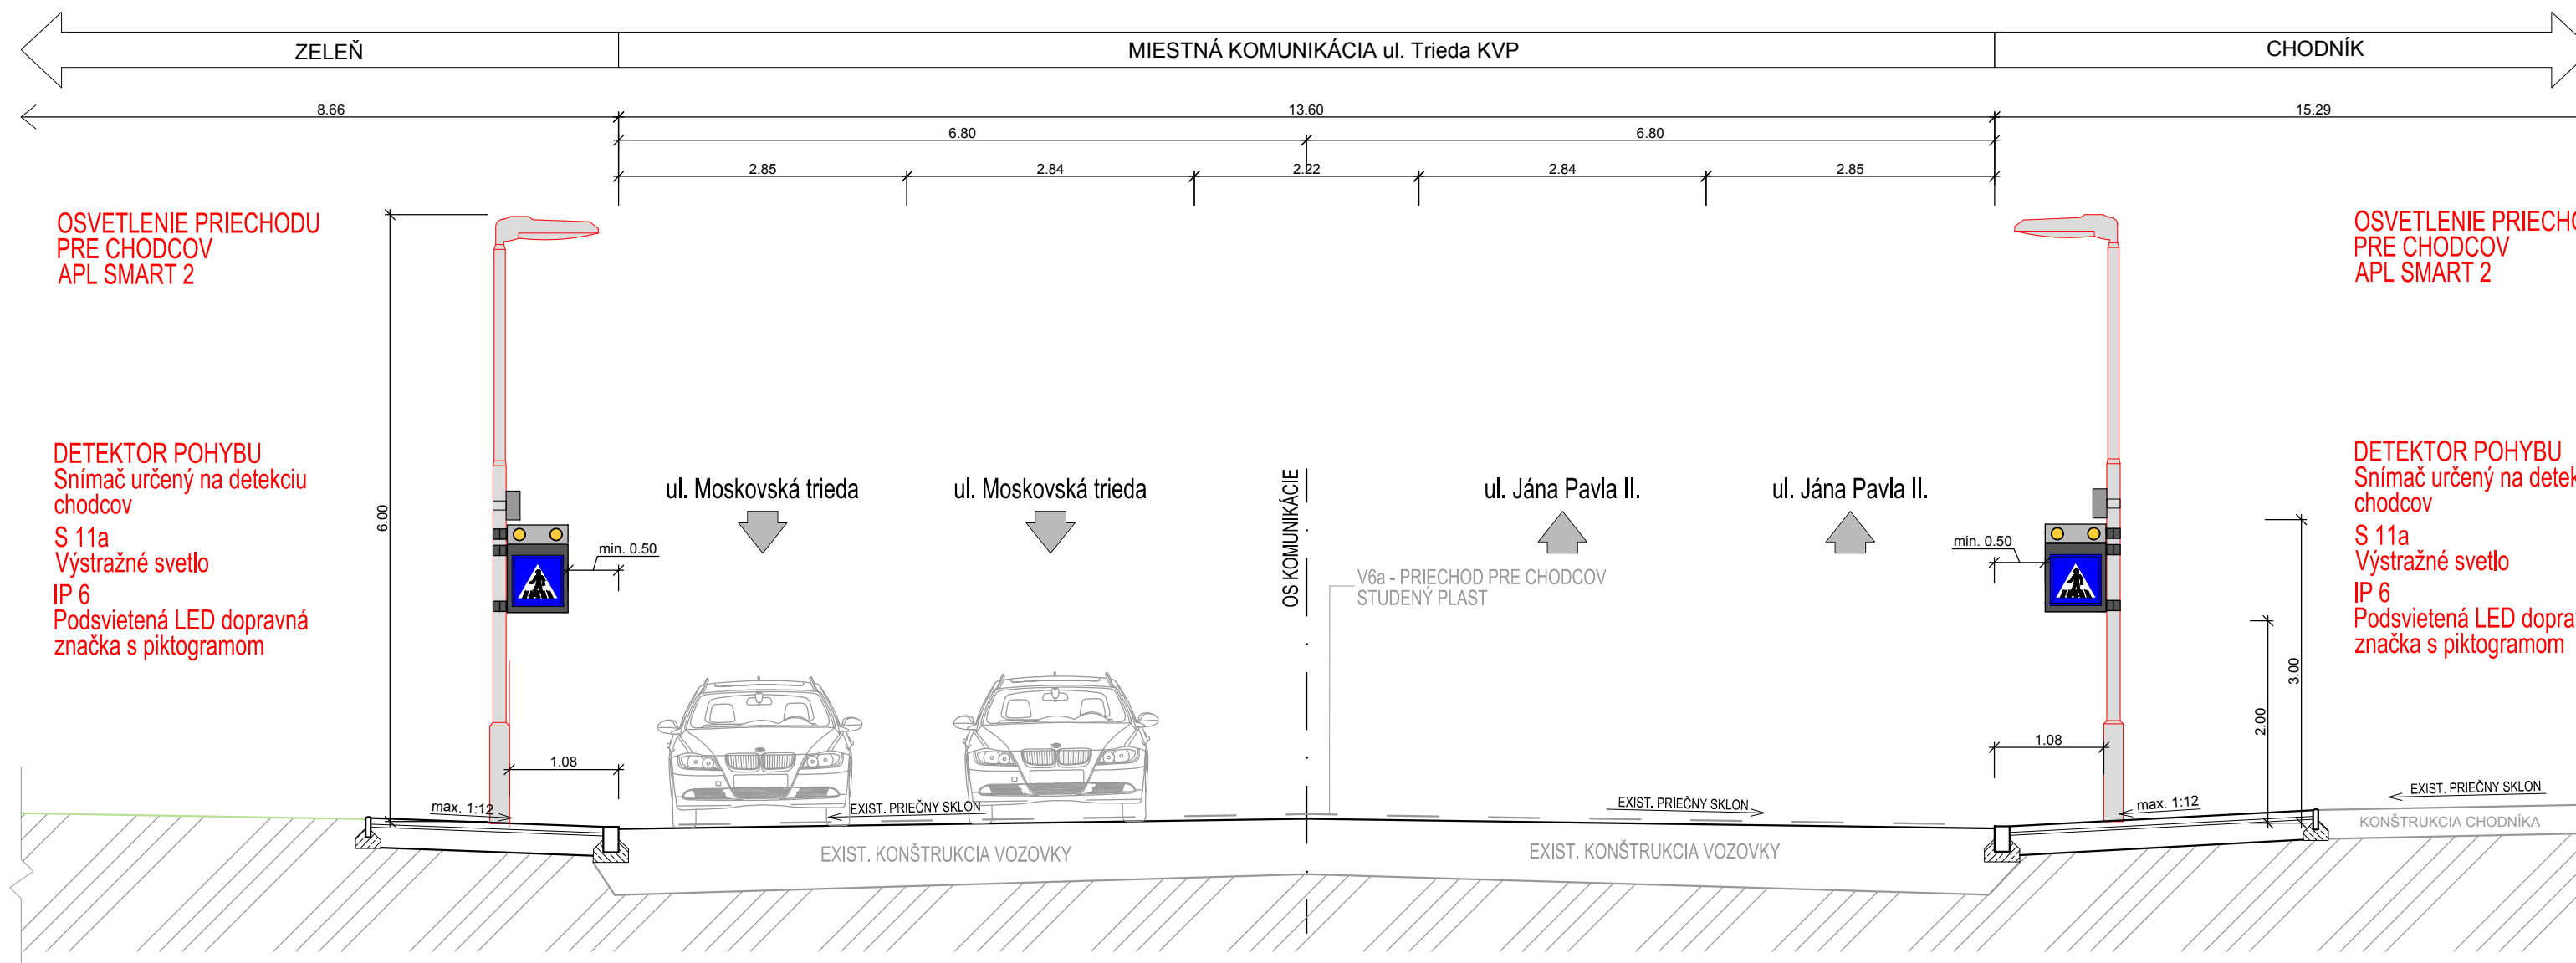 ZELEŇ
MIESTNÁ KOMUNIKÁCIA ul. Trieda KVP
CHODNÍK
8.66
13.60
15.29
6.80
6.80
2.85
2.84
2.22
2.84
2.85
OSVETLENIE PRIECHODU
PRE CHODCOV
APL SMART 2
OSVETLENIE PRIECHO
PRE CHODCOV
APL SMART 2
6.00
DETEKTOR POHYBU
Snímač určený na detekciu
chodcov
S 11a
Výstražné svetlo
IP 6
Podsvietená LED dopravná
značka s piktogramom
min. 0.50
ul. Moskovská trieda
ul. Moskovská trieda
OS KOMUNIKÁCIE
ul. Jána Pavla II.
ul. Jána Pavla II.
V6a - PRIECHOD PRE CHODCOV
STUDENÝ PLAST
min. 0.50
DETEKTOR POHYBU
Snímač určený na detek
chodcov
S 11a
Výstražné svetlo
IP 6
Podsvietená LED dopra
značka s piktogramom
3.00
2.00
1.08
1.08
max. 1:12
EXIST. PRIEČNY SKLON
EXIST. PRIEČNY SKLON
max. 1:12
EXIST. PRIEČNY SKLON
KONŠTRUKCIA CHODNÍKA
EXIST. KONŠTRUKCIA VOZOVKY
EXIST. KONŠTRUKCIA VOZOVKY